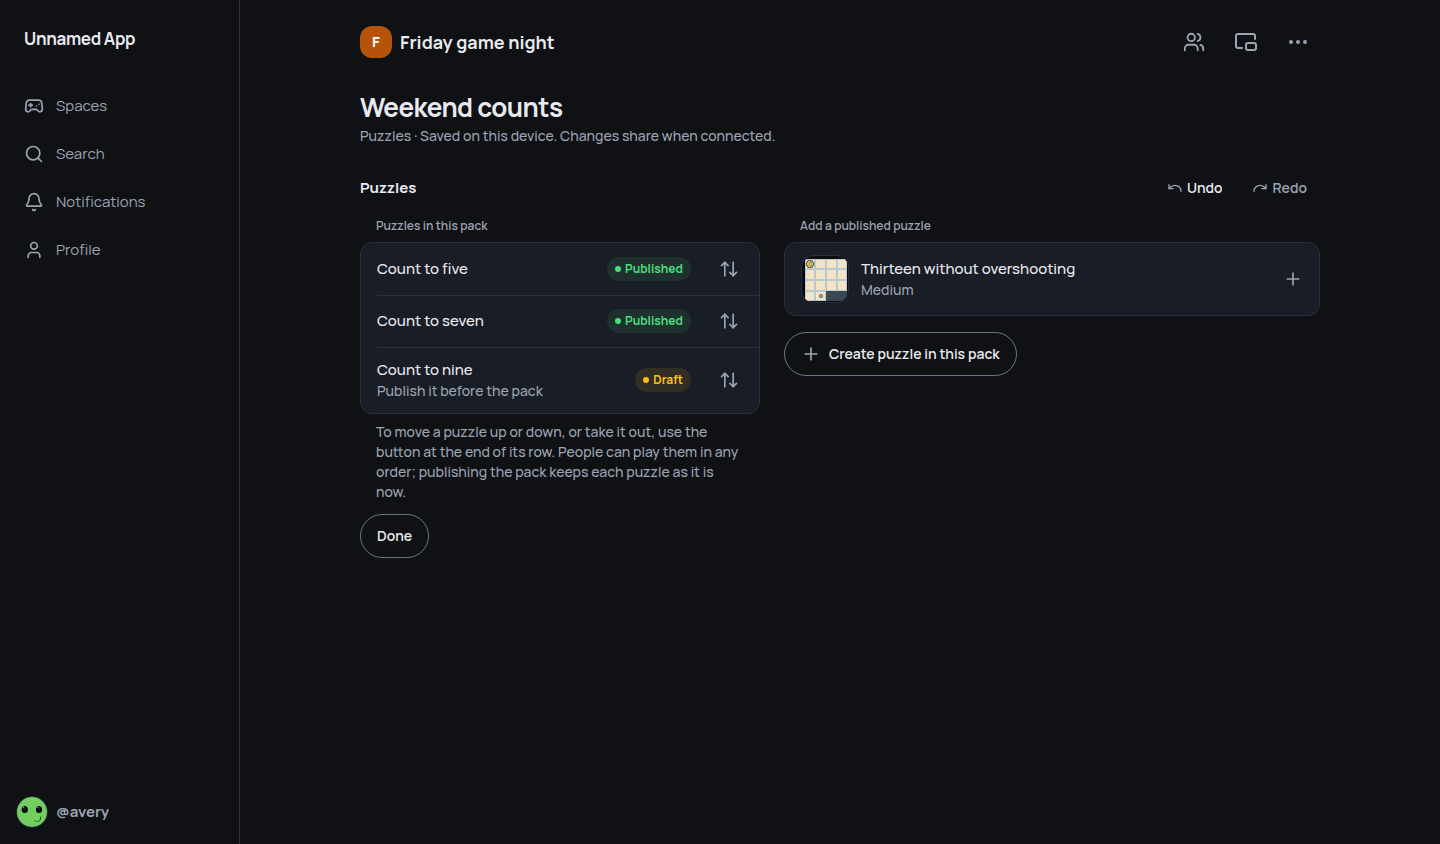 Unnamed App
Spaces
Search
Notifications
Profile
@avery
F
Friday game night
Weekend counts
Puzzles · Saved on this device. Changes share when connected.
Puzzles
Undo
Redo
Puzzles in this pack
Count to five
Published
Count to seven
Published
Count to nine
Publish it before the pack
Draft
To move a puzzle up or down, or take it out, use the
button at the end of its row. People can play them in any
order; publishing the pack keeps each puzzle as it is
now.
Done
Add a published puzzle
Thirteen without overshooting
Medium
Create puzzle in this pack